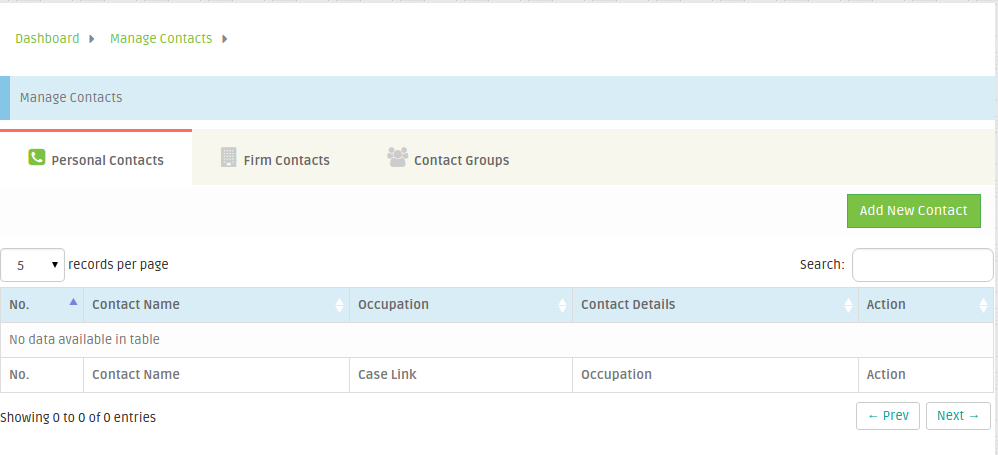 Dashboard Manage Contacts
Manage Contacts
Personal Contacts Firm Contacts Contact Groups
Add New Contact
5 records per page Search:
No. Contact Name Occupation Contact Details Action
No data available in table
No. Contact Name Case Link Occupation Action
Showing 0 to 0 of 0 entries ← Prev Next →